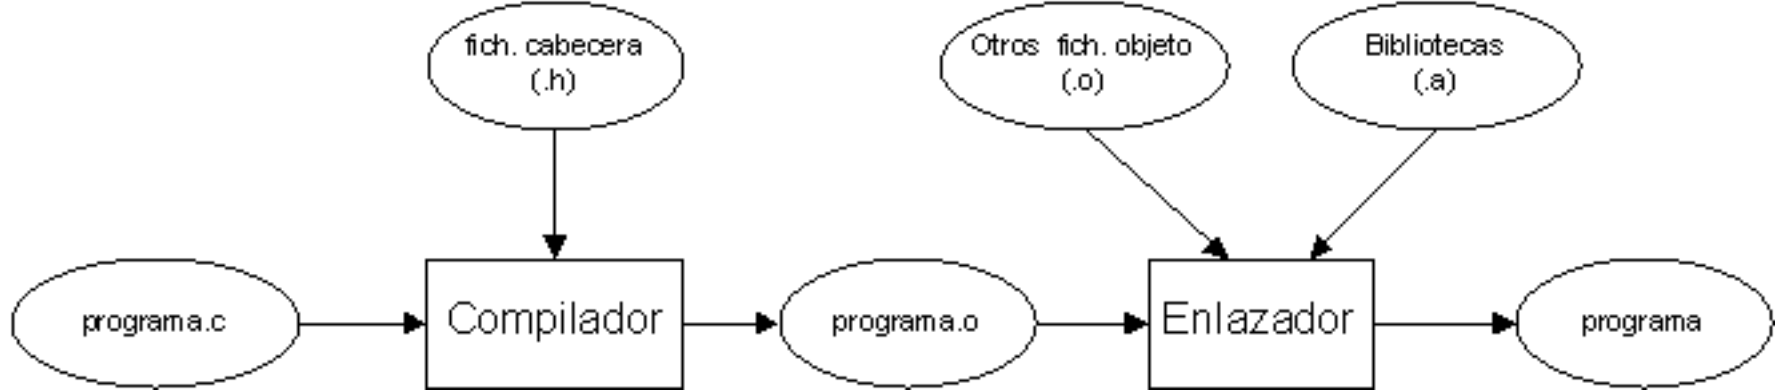 fich. cabecera
(.h)
Otros fich. objeto
(.o)
Bibliotecas
(.a)
programa.c
Compilador
programa.o
Enlazador
programa